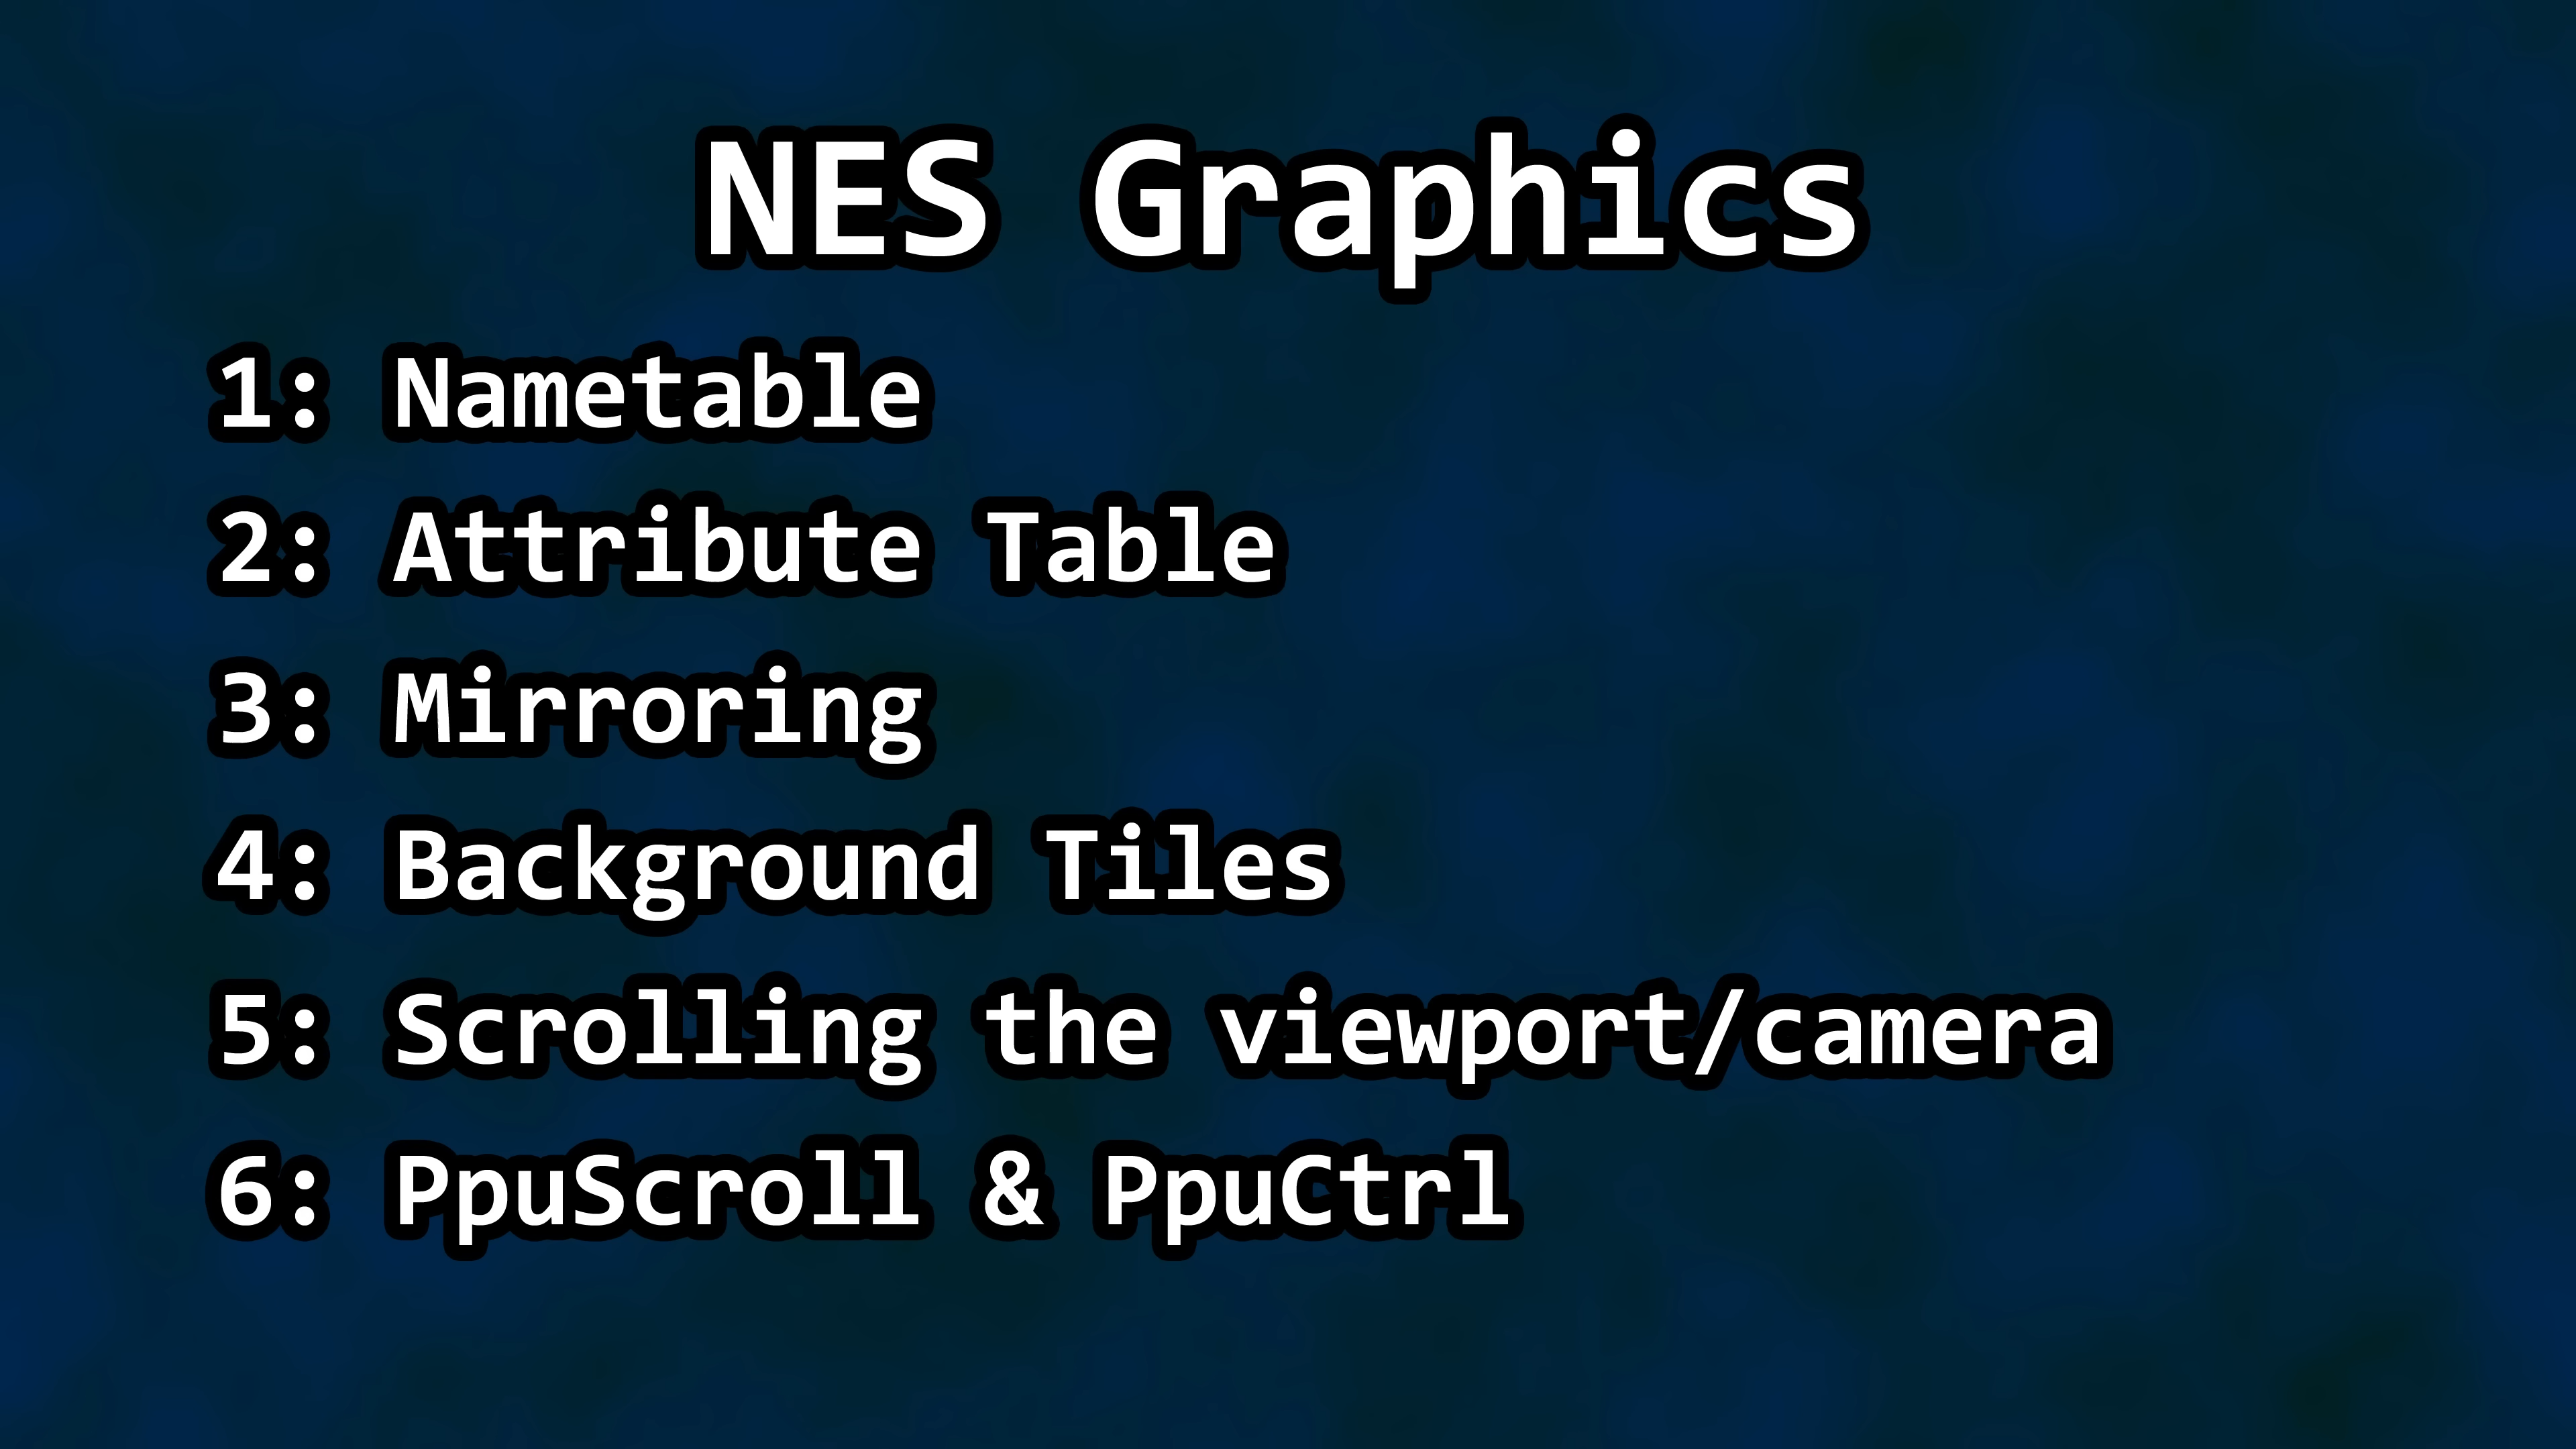 NES Graphics
1: Nametable
2: Attribute Table
3: Mirroring
4: Background Tiles
5: Scrolling the viewport/camera
6: PpuScroll & PpuCtrl